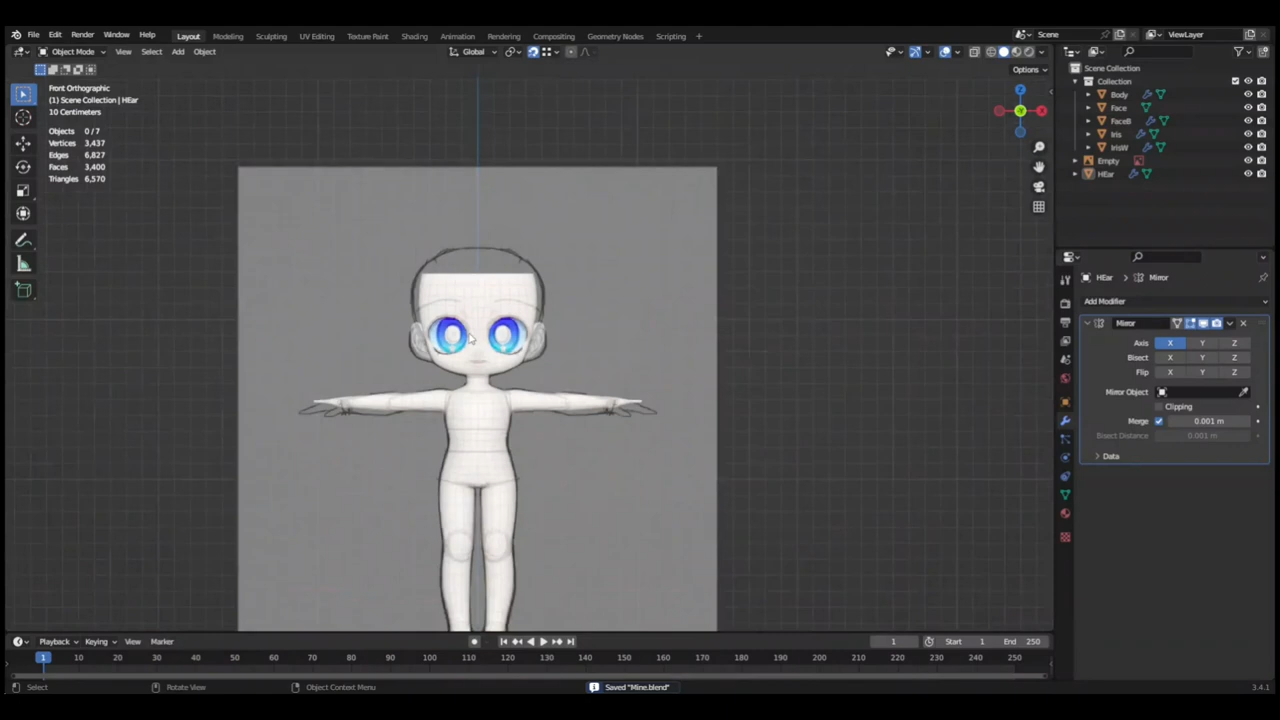 File Edit Render Window Help Layout Modeling Sculpting UV Editing Texture Paint Shading Animation Rendering Compositing Geometry Nodes Scripting + Scene ViewLayer
Object Mode View Select Add Object Global
Options
Front Orthographic
(1) Scene Collection | HEar
10 Centimeters
Objects 0 / 7
Vertices 3,437
Edges 6,827
Faces 3,400
Triangles 6,570
Z
X
Y
Scene Collection
Collection
Body
Face
FaceB
Iris
IrisW
Empty
HEar
HEar > Mirror
Add Modifier
Mirror
Axis X Y Z
Bisect X Y Z
Flip X Y Z
Mirror Object
Clipping
Merge 0.001 m
Bisect Distance 0.001 m
Data
Playback Keying View Marker 1 Start 1 End 250
1 10 20 30 40 50 60 70 80 90 100 110 120 130 140 150 160 170 180 190 200 210 220 230 240 250
Select Rotate View Object Context Menu Saved "Mine.blend" 3.4.1